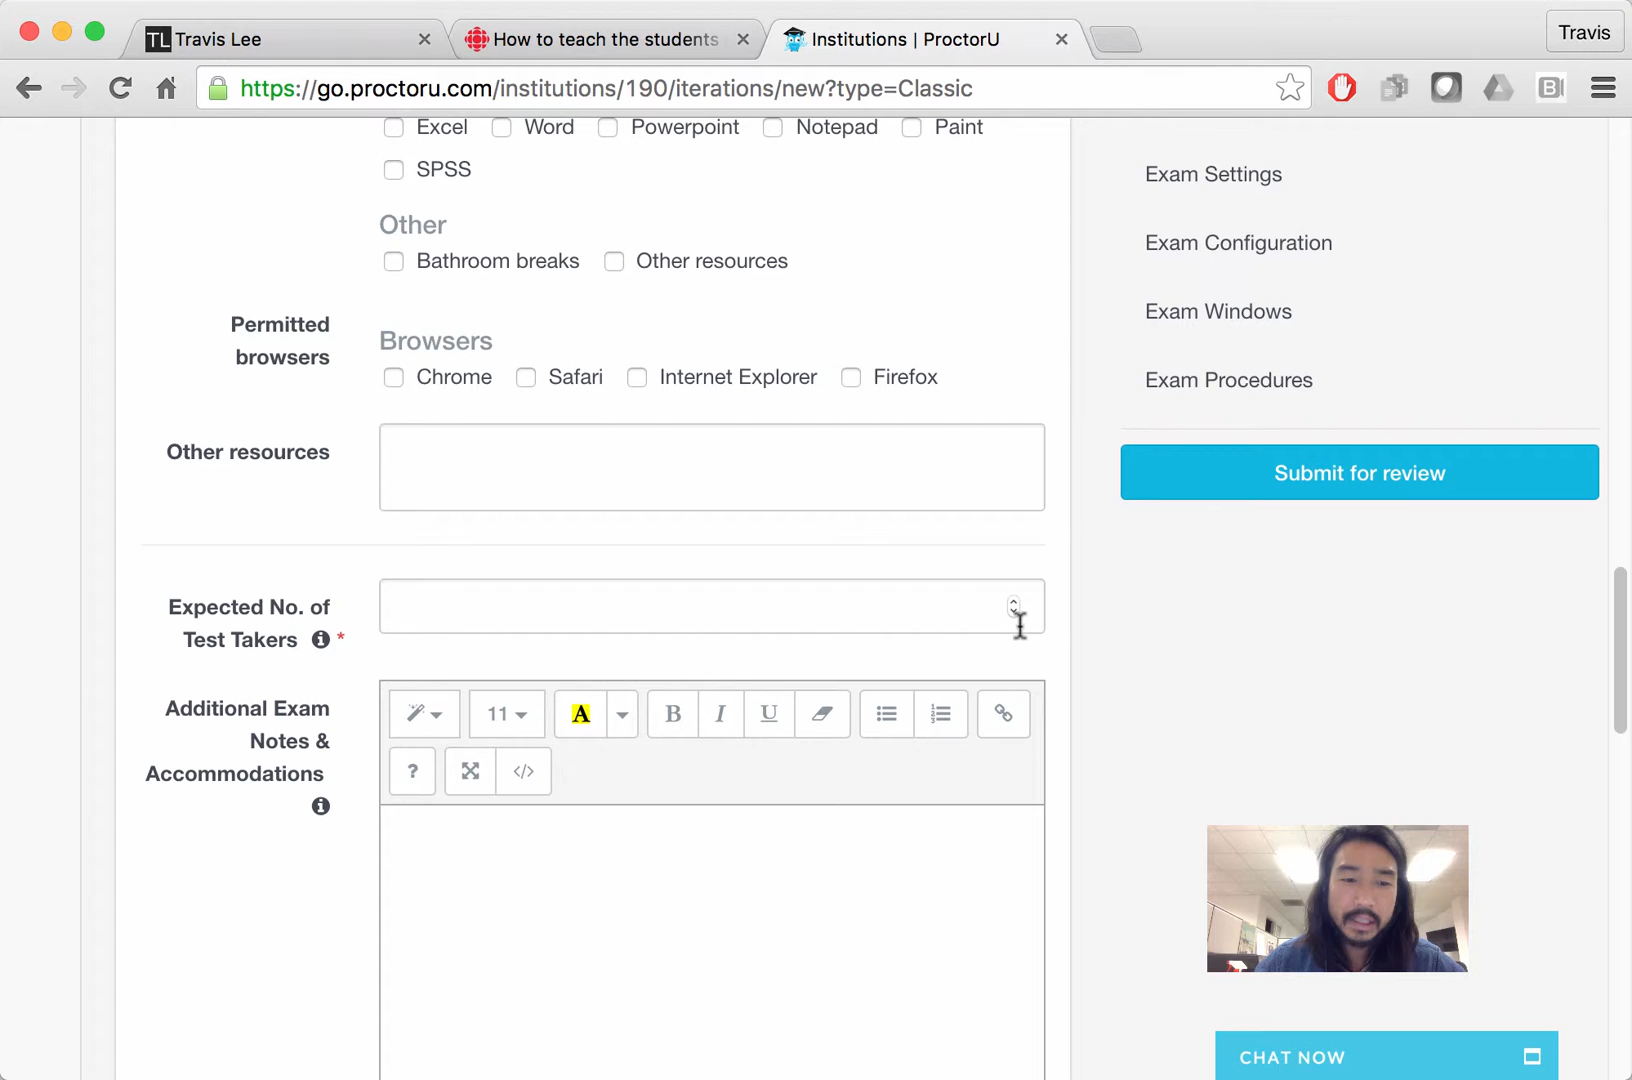 Travis Lee
How to teach the students
Institutions | ProctorU
Travis
https://go.proctoru.com/institutions/190/iterations/new?type=Classic
Excel Word Powerpoint Notepad Paint
SPSS
Other
Bathroom breaks Other resources
Permitted
browsers
Browsers
Chrome Safari Internet Explorer Firefox
Other resources
Expected No. of
Test Takers *
Additional Exam
Notes &
Accommodations
11
A
B I U
?
</>
Exam Settings
Exam Configuration
Exam Windows
Exam Procedures
Submit for review
CHAT NOW